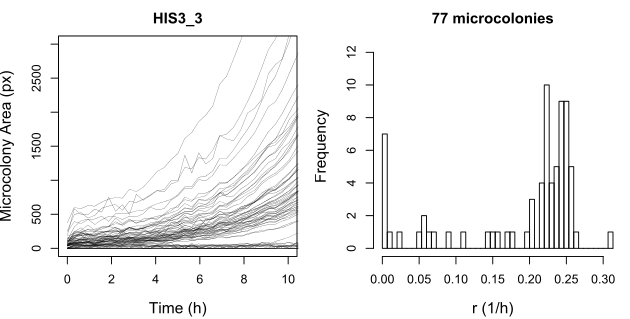 HIS3_3
Microcolony Area (px)
2500
1500
500
0
0 2 4 6 8 10
Time (h)
77 microcolonies
Frequency
12
10
8
6
4
2
0
0.00 0.05 0.10 0.15 0.20 0.25 0.30
r (1/h)